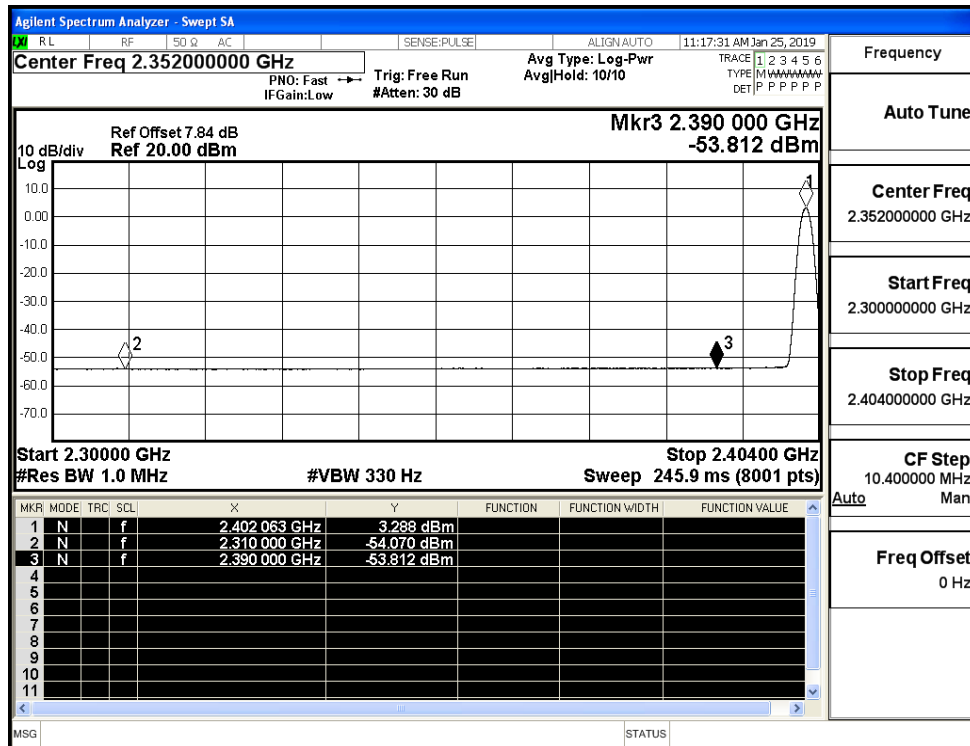 Agilent Spectrum Analyzer - Swept SA
LXI RL RF 50 Ω AC SENSE:PULSE ALIGN AUTO 11:17:31 AM Jan 25, 2019
Center Freq 2.352000000 GHz
PNO: Fast
IFGain:Low
Trig: Free Run
#Atten: 30 dB
Avg Type: Log-Pwr
Avg|Hold: 10/10
TRACE 1 2 3 4 5 6
TYPE M W W W W W
DET P P P P P P
Mkr3 2.390 000 GHz
-53.812 dBm
Ref Offset 7.84 dB
10 dB/div Ref 20.00 dBm
Log
10.0
0.00
-10.0
-20.0
-30.0
-40.0
-50.0
-60.0
-70.0
1
2
3
Start 2.30000 GHz Stop 2.40400 GHz
#Res BW 1.0 MHz #VBW 330 Hz Sweep 245.9 ms (8001 pts)
MKR MODE TRC SCL X Y FUNCTION FUNCTION WIDTH FUNCTION VALUE
1 N f 2.402 063 GHz 3.288 dBm
2 N f 2.310 000 GHz -54.070 dBm
3 N f 2.390 000 GHz -53.812 dBm
4
5
6
7
8
9
10
11
MSG STATUS
Frequency
Auto Tune
Center Freq
2.352000000 GHz
Start Freq
2.300000000 GHz
Stop Freq
2.404000000 GHz
CF Step
10.400000 MHz
Auto Man
Freq Offset
0 Hz